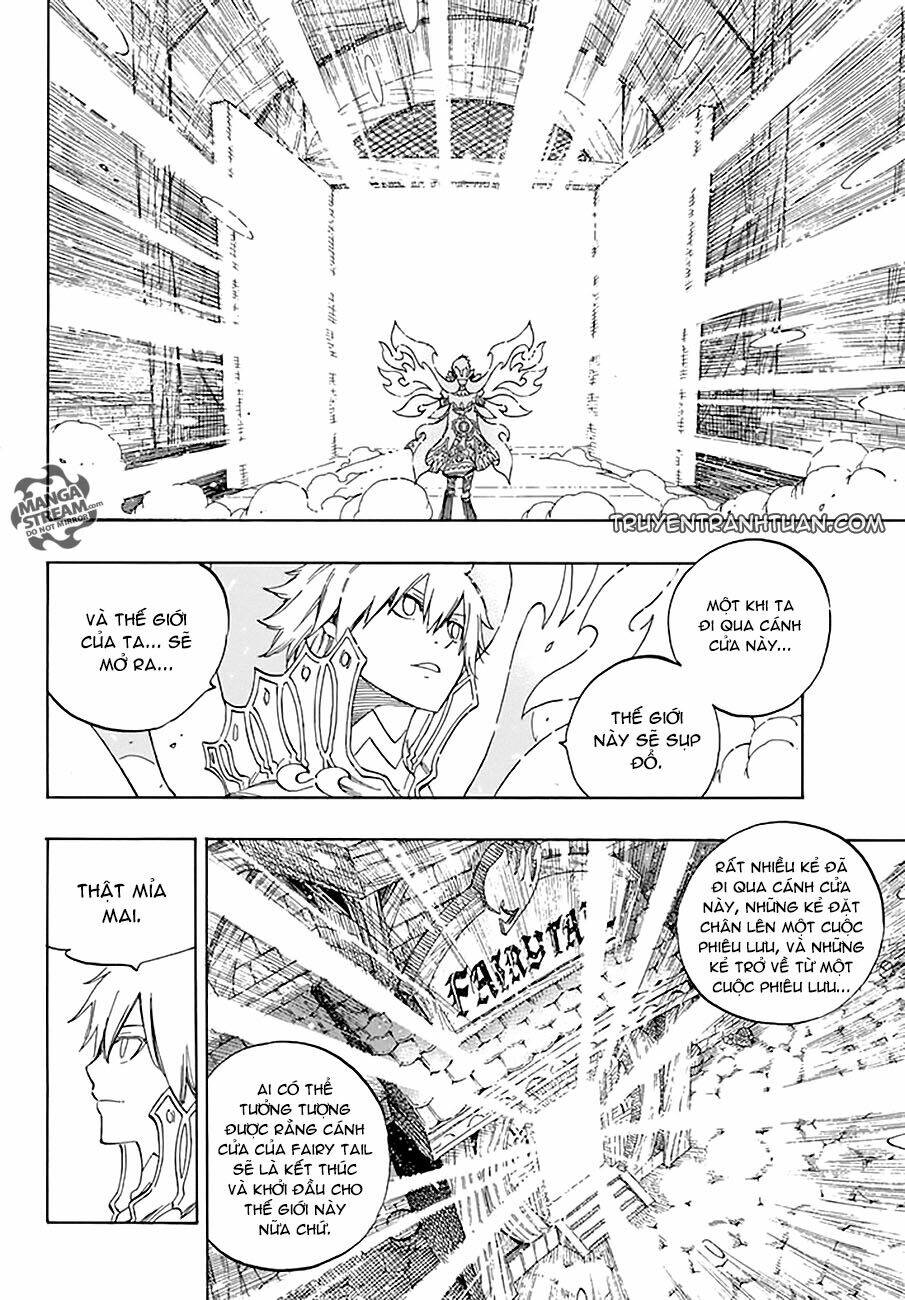 MANGA
STREAM.com
DO NOT MIRROR!
TRUYENTRANHTUAN.COM
MỘT KHI TA
ĐI QUA CÁNH
CỬA NÀY...
THẾ GIỚI
NÀY SẼ SỤP
ĐỔ.
VÀ THẾ GIỚI
CỦA TA... SẼ
MỞ RA...
RẤT NHIỀU KẺ ĐÃ
ĐI QUA CÁNH CỬA
NÀY, NHỮNG KẺ ĐẶT
CHÂN LÊN MỘT CUỘC
PHIÊU LƯU, VÀ NHỮNG
KẺ TRỞ VỀ TỪ MỘT
CUỘC PHIÊU LƯU...
FAIRY TAIL
AI CÓ THỂ
TƯỞNG TƯỢNG
ĐƯỢC RẰNG CÁNH
CỬA CỦA FAIRY TAIL
SẼ LÀ KẾT THÚC
VÀ KHỞI ĐẦU CHO
THẾ GIỚI NÀY
NỮA CHỨ.
THẬT MỈA
MAI.